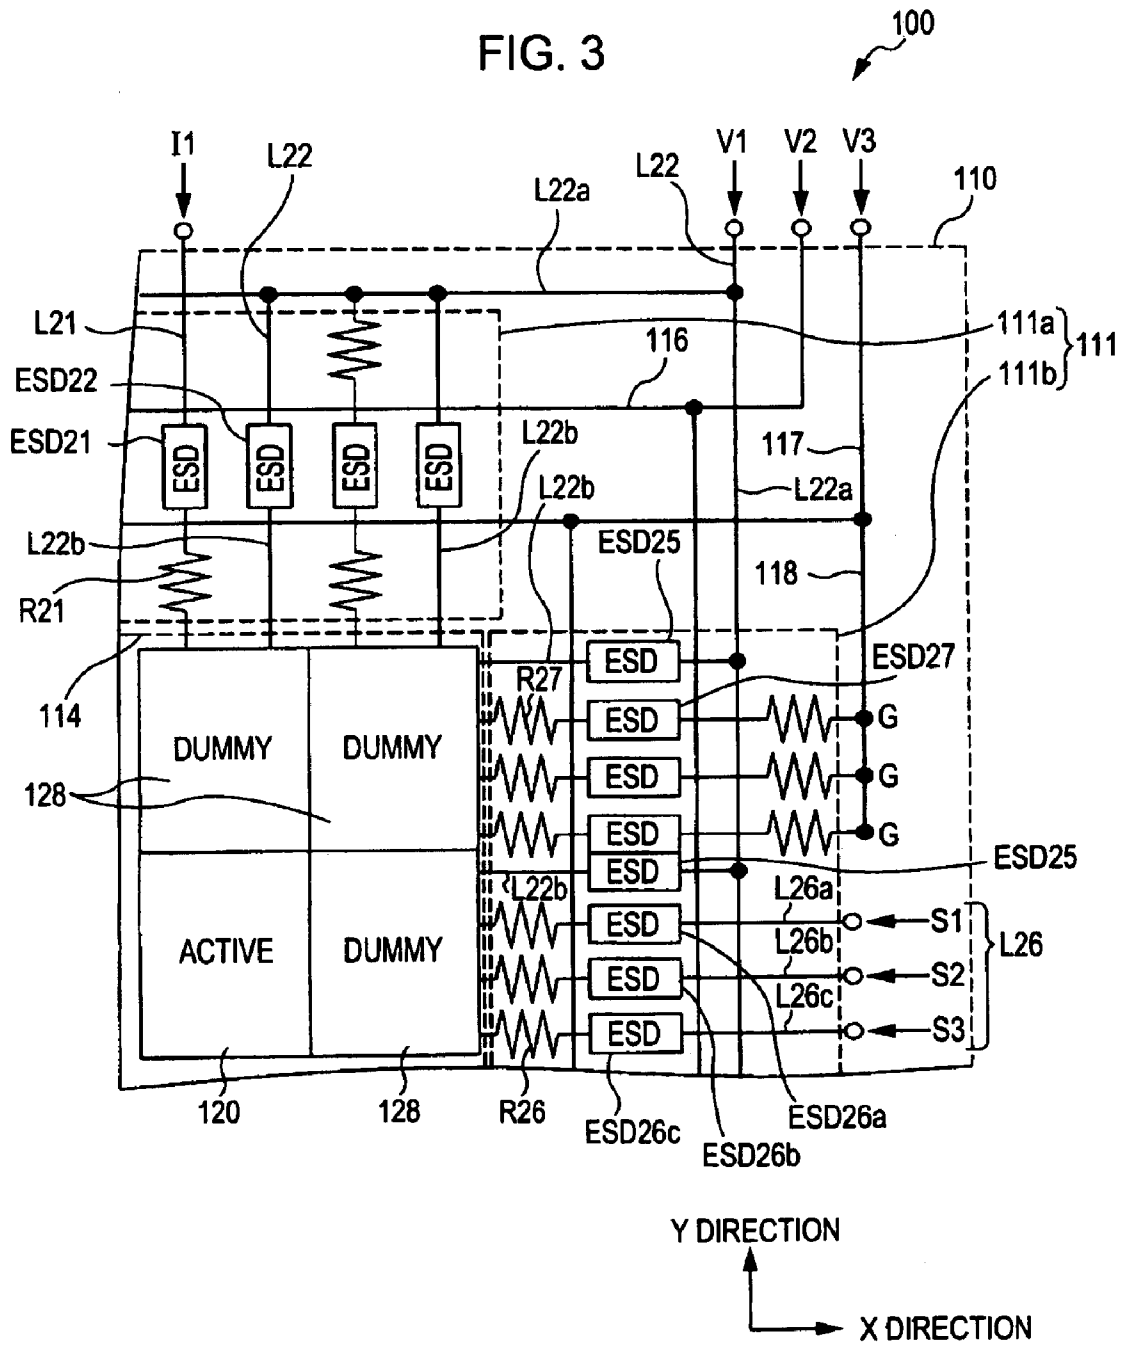 FIG. 3
100
I1
L22
L22a
L22
V1
V2
V3
110
L21
116
111a
111
111b
ESD22
ESD21
ESD
ESD
ESD
ESD
L22b
L22b
117
L22a
L22b
ESD25
118
R21
114
ESD
ESD27
R27
ESD
G
DUMMY
DUMMY
128
ESD
G
ESD
G
ESD
ESD25
L22b
L26a
ESD
S1
L26
ACTIVE
DUMMY
L26b
ESD
S2
L26c
ESD
S3
120
128
R26
ESD26c
ESD26b
ESD26a
Y DIRECTION
X DIRECTION